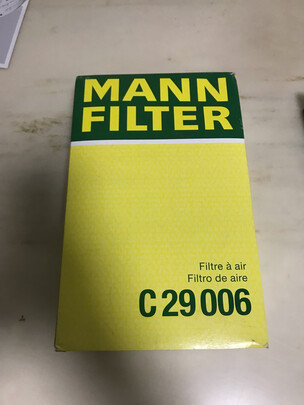 MANN
FILTER
Filtre à air
Filtro de aire
C 29 006